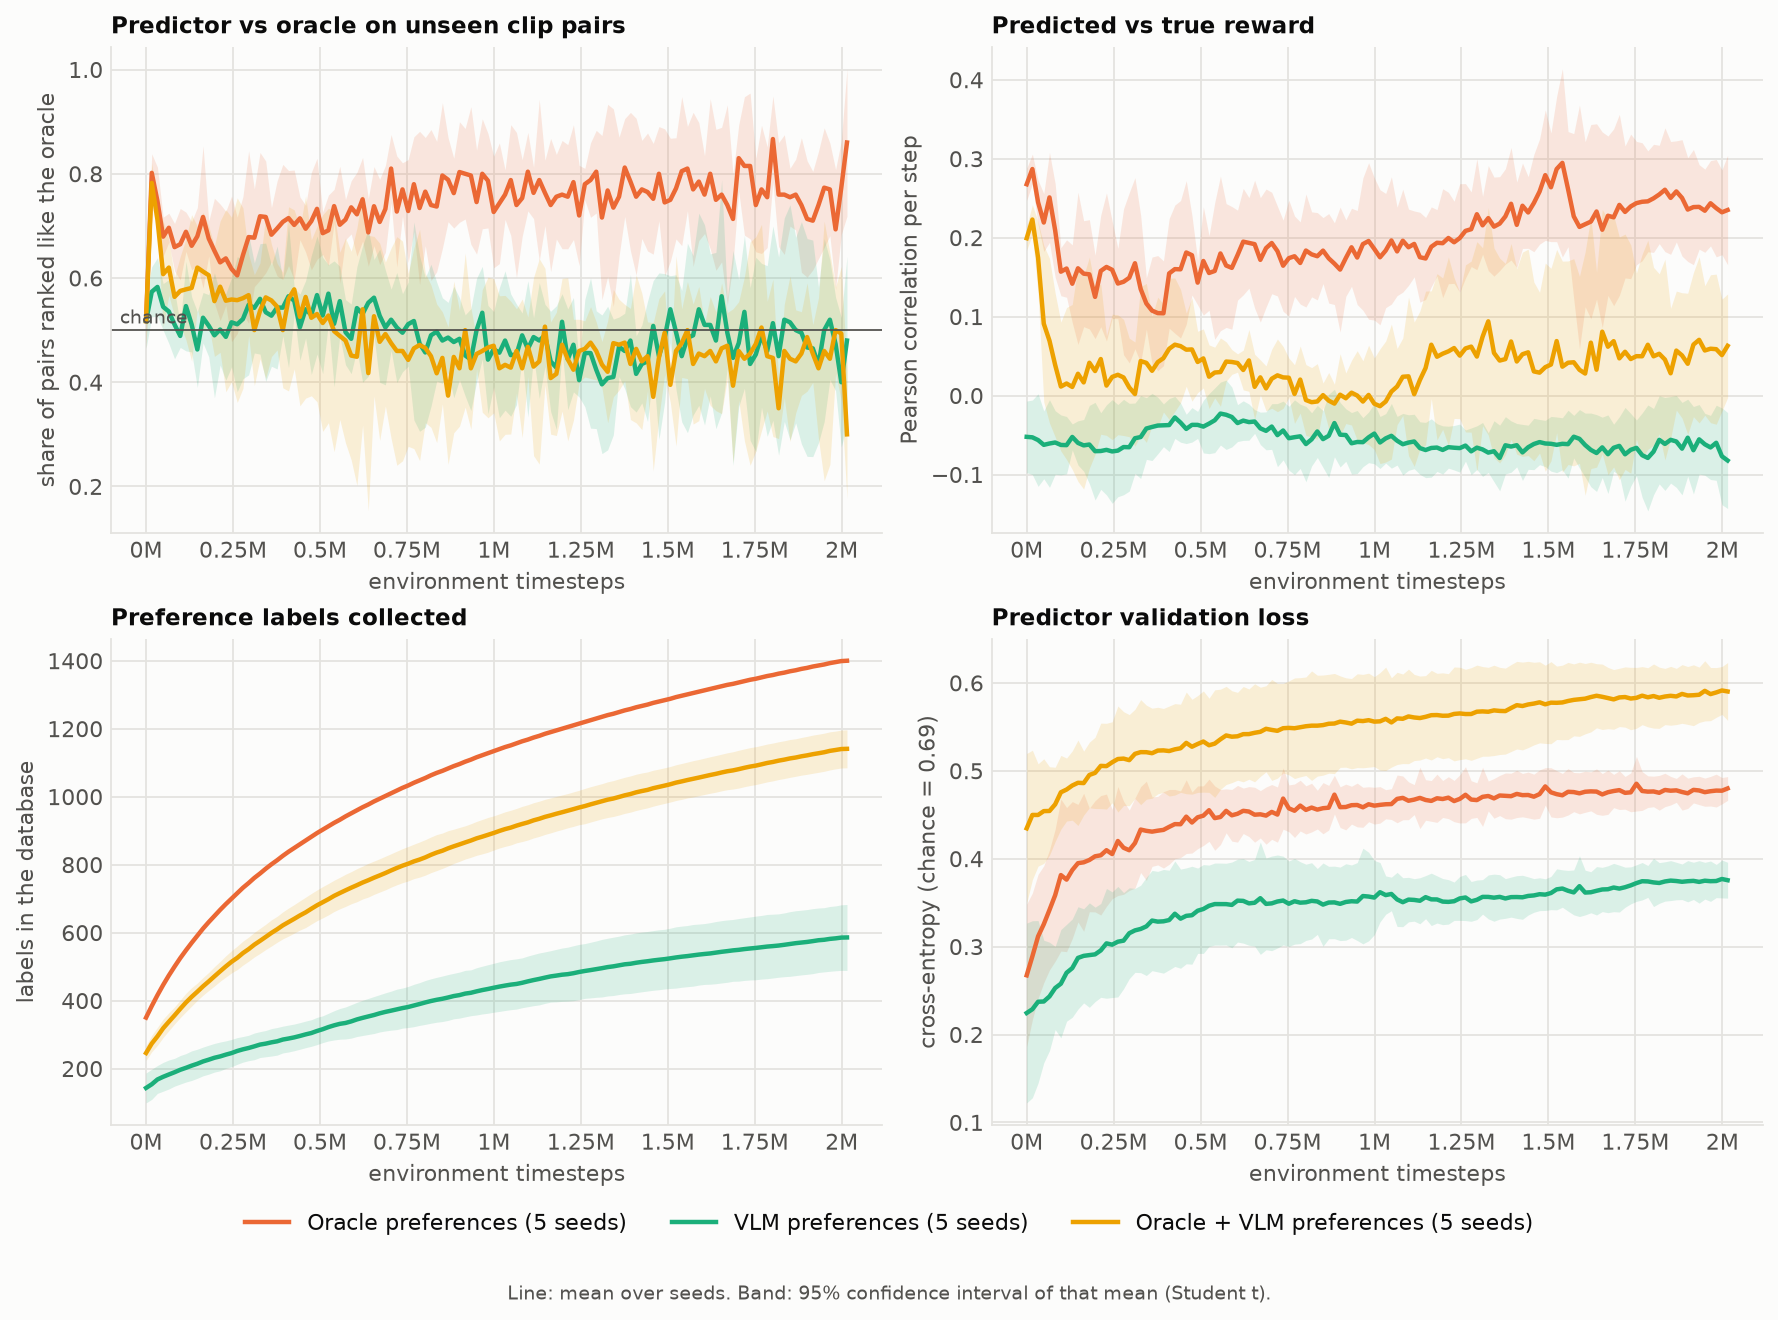 Predictor vs oracle on unseen clip pairs
share of pairs ranked like the oracle
1.0
0.8
0.6
0.4
0.2
chance
0M 0.25M 0.5M 0.75M 1M 1.25M 1.5M 1.75M 2M
environment timesteps
Predicted vs true reward
Pearson correlation per step
0.4
0.3
0.2
0.1
0.0
−0.1
0M 0.25M 0.5M 0.75M 1M 1.25M 1.5M 1.75M 2M
environment timesteps
Preference labels collected
labels in the database
1400
1200
1000
800
600
400
200
0M 0.25M 0.5M 0.75M 1M 1.25M 1.5M 1.75M 2M
environment timesteps
Predictor validation loss
cross-entropy (chance = 0.69)
0.6
0.5
0.4
0.3
0.2
0.1
0M 0.25M 0.5M 0.75M 1M 1.25M 1.5M 1.75M 2M
environment timesteps
Oracle preferences (5 seeds) VLM preferences (5 seeds) Oracle + VLM preferences (5 seeds)
Line: mean over seeds. Band: 95% confidence interval of that mean (Student t).